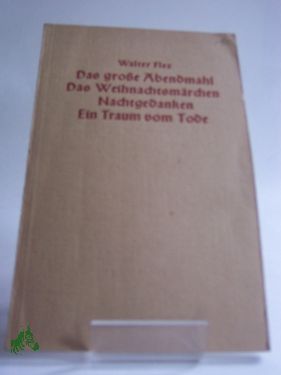 Walter Flex
Das große Abendmahl
Das Weihnachtsmärchen
Nachtgedanken
Ein Traum vom Tode